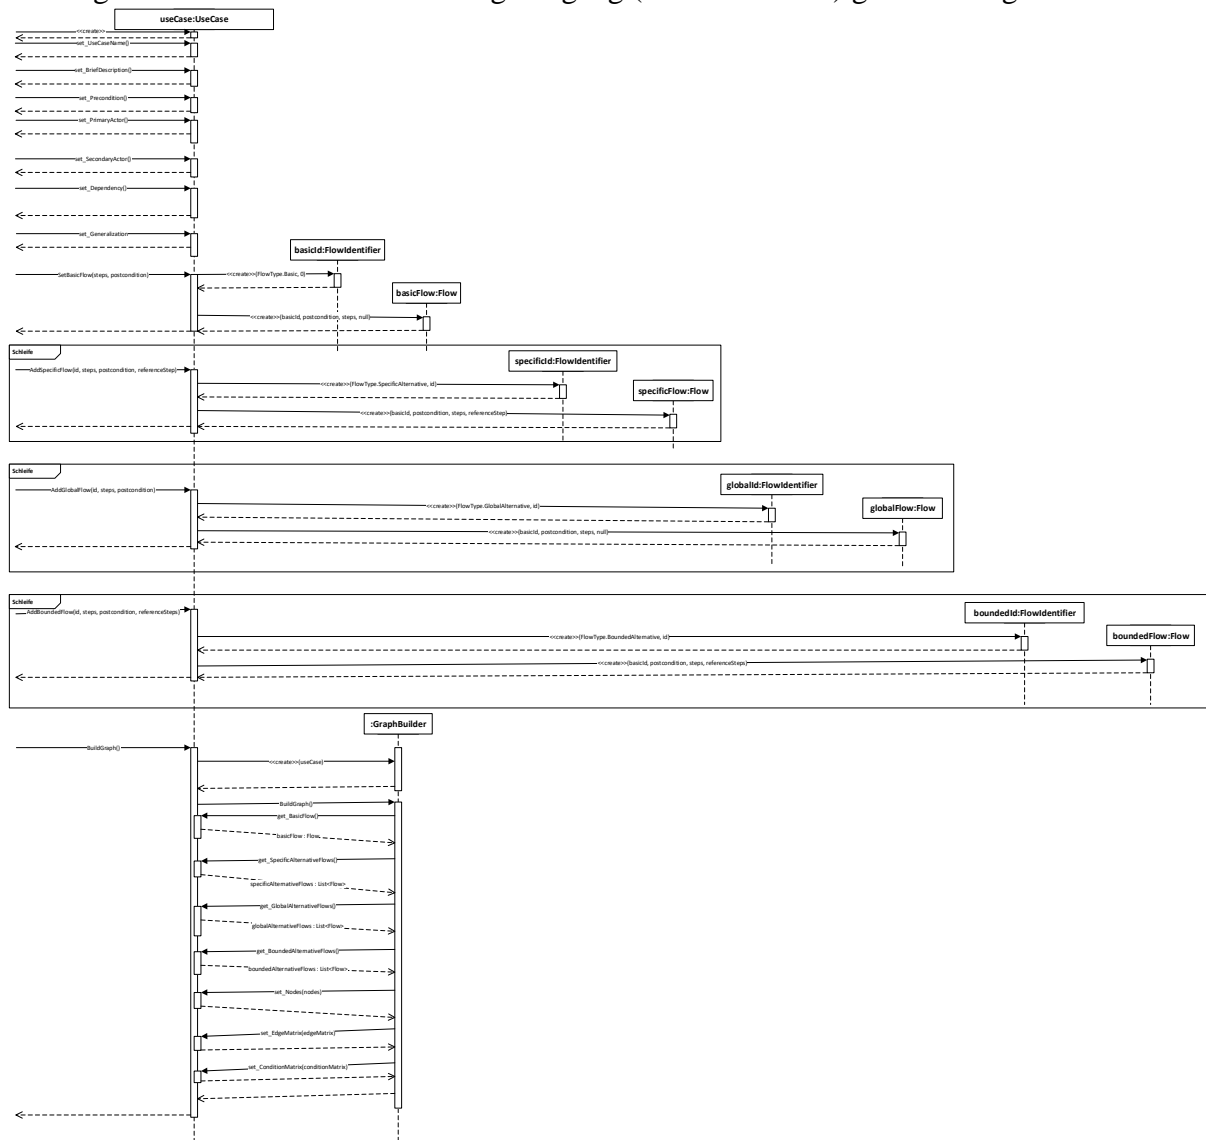 useCase:UseCase
<<create>>
set_UseCaseName()
set_BriefDescription()
set_Precondition()
set_PrimaryActor()
set_SecondaryActor()
set_Dependency()
set_Generalization
basicId:FlowIdentifier
SetBasicFlow(steps, postcondition)
<<create>>(FlowType.Basic, 0)
basicFlow:Flow
<<create>>(basicId, postcondition, steps, null)
Schleife
specificId:FlowIdentifier
AddSpecificFlow(id, steps, postcondition, referenceStep)
<<create>>(FlowType.SpecificAlternative, id)
specificFlow:Flow
<<create>>(basicId, postcondition, steps, referenceStep)
Schleife
globalId:FlowIdentifier
AddGlobalFlow(id, steps, postcondition)
<<create>>(FlowType.GlobalAlternative, id)
globalFlow:Flow
<<create>>(basicId, postcondition, steps, null)
Schleife
AddBoundedFlow(id, steps, postcondition, referenceSteps)
boundedId:FlowIdentifier
<<create>>(FlowType.BoundedAlternative, id)
boundedFlow:Flow
<<create>>(basicId, postcondition, steps, referenceSteps)
:GraphBuilder
BuildGraph()
<<create>>(useCase)
BuildGraph()
get_BasicFlow()
basicFlow : Flow
get_SpecificAlternativeFlows()
specificAlternativeFlows : List<Flow>
get_GlobalAlternativeFlows()
globalAlternativeFlows : List<Flow>
get_BoundedAlternativeFlows()
boundedAlternativeFlows : List<Flow>
set_Nodes(nodes)
set_EdgeMatrix(edgeMatrix)
set_ConditionMatrix(conditionMatrix)